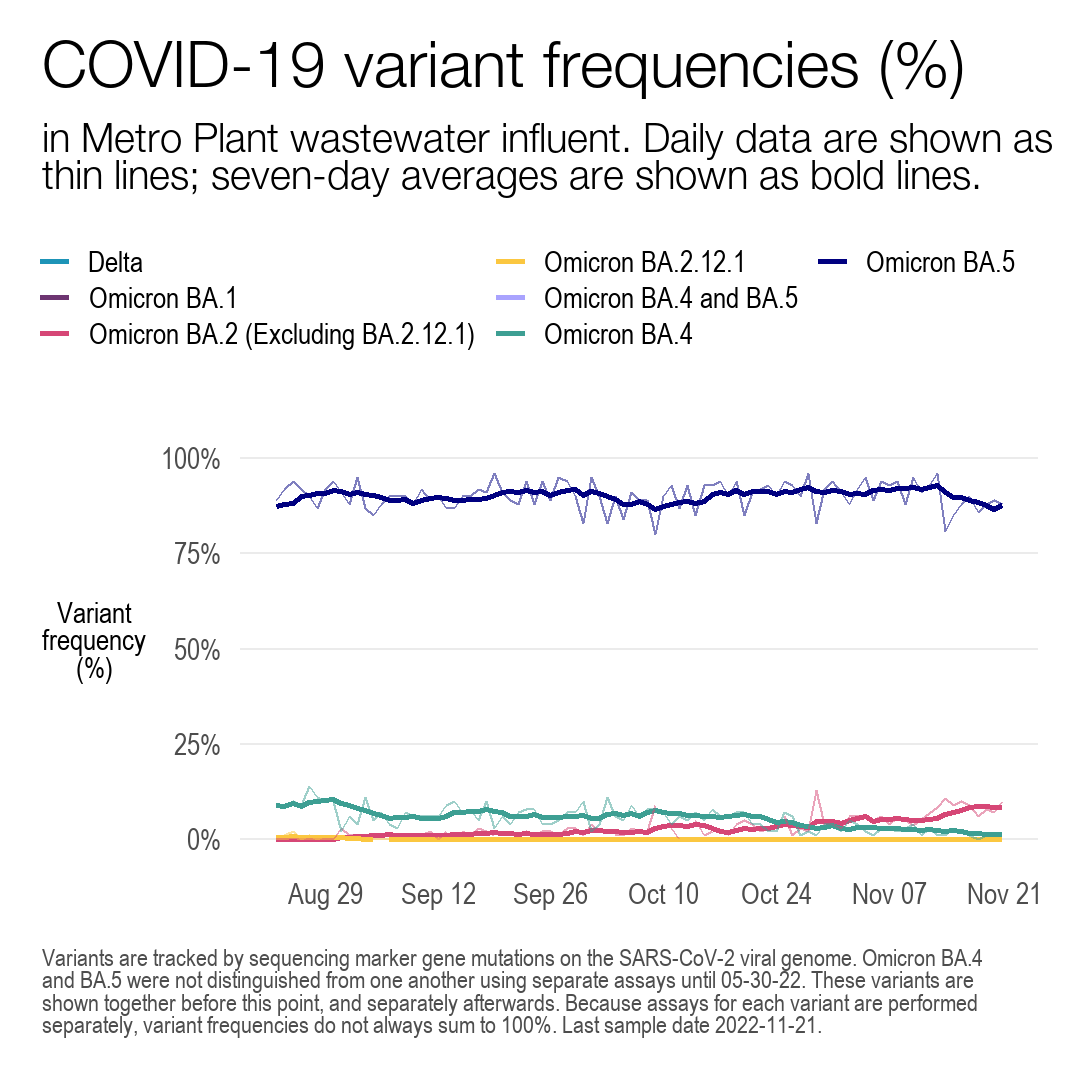 COVID-19 variant frequencies (%)
in Metro Plant wastewater influent. Daily data are shown as
thin lines; seven-day averages are shown as bold lines.
Delta
Omicron BA.1
Omicron BA.2 (Excluding BA.2.12.1)
Omicron BA.2.12.1
Omicron BA.4 and BA.5
Omicron BA.4
Omicron BA.5
Variant
frequency
(%)
100%
75%
50%
25%
0%
Aug 29
Sep 12
Sep 26
Oct 10
Oct 24
Nov 07
Nov 21
Variants are tracked by sequencing marker gene mutations on the SARS-CoV-2 viral genome. Omicron BA.4
and BA.5 were not distinguished from one another using separate assays until 05-30-22. These variants are
shown together before this point, and separately afterwards. Because assays for each variant are performed
separately, variant frequencies do not always sum to 100%. Last sample date 2022-11-21.